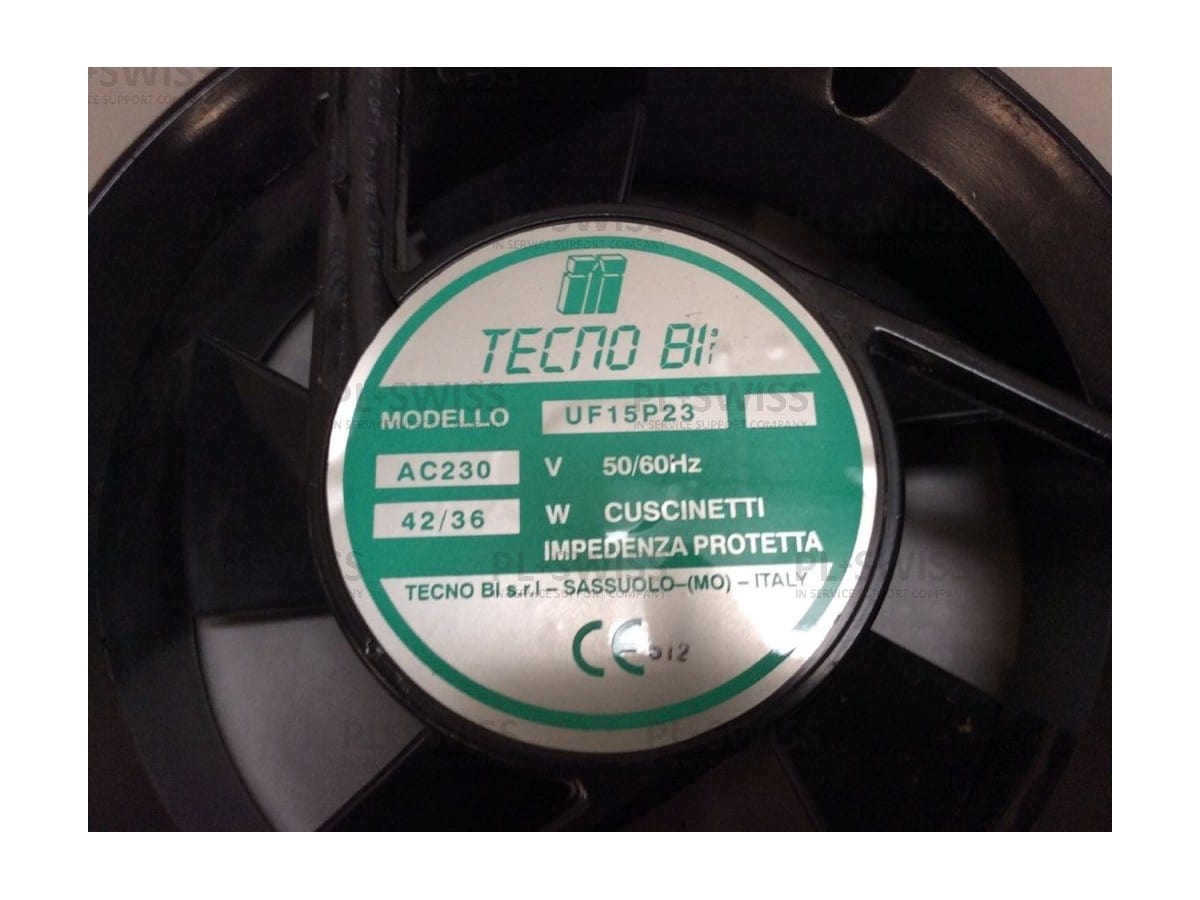 TECNO BI
MODELLO UF15P23
AC230 V 50/60Hz
42/36 W CUSCINETTI
IMPEDENZA PROTETTA
TECNO BI s.r.l – SASSUOLO–(MO) – ITALY
CE 512
PL-SWISS
IN SERVICE SUPPORT COMPANY